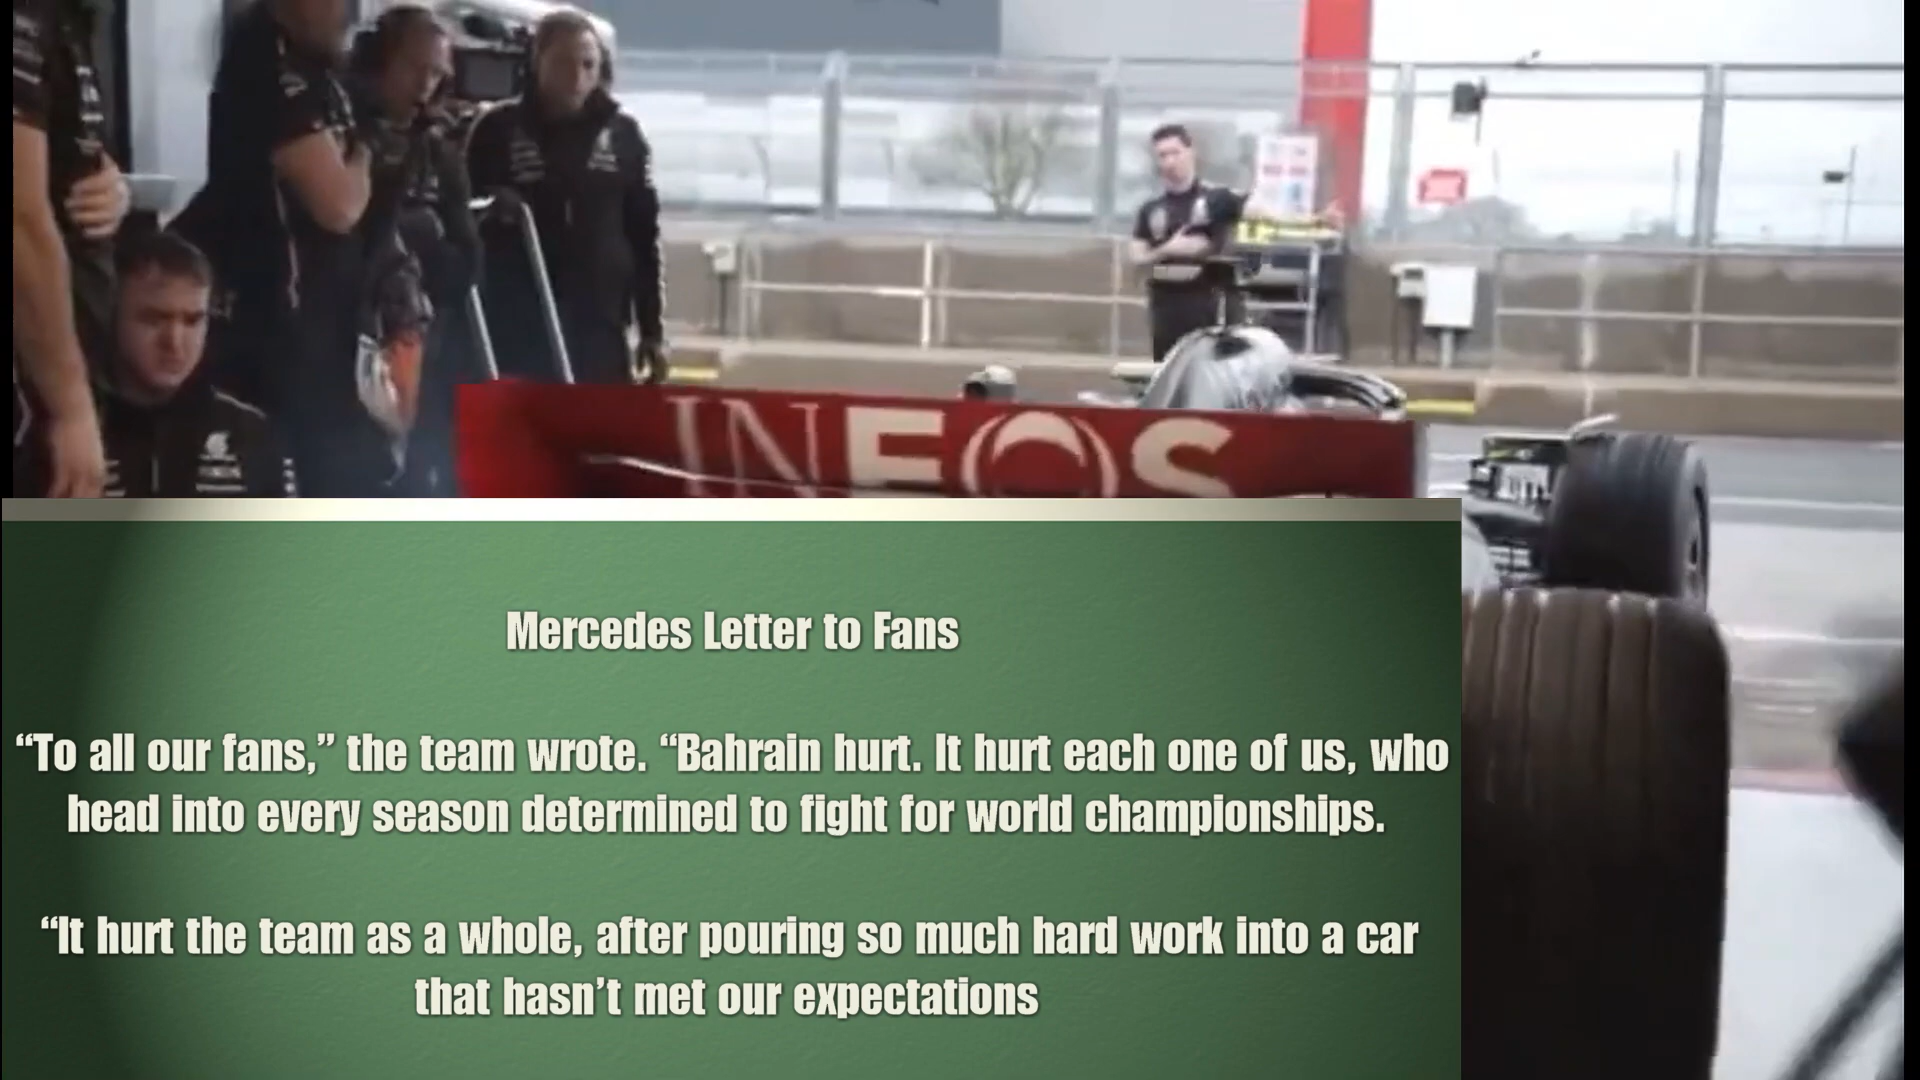 INEOS
Mercedes Letter to Fans
“To all our fans,” the team wrote. “Bahrain hurt. It hurt each one of us, who
head into every season determined to fight for world championships.
“It hurt the team as a whole, after pouring so much hard work into a car
that hasn’t met our expectations